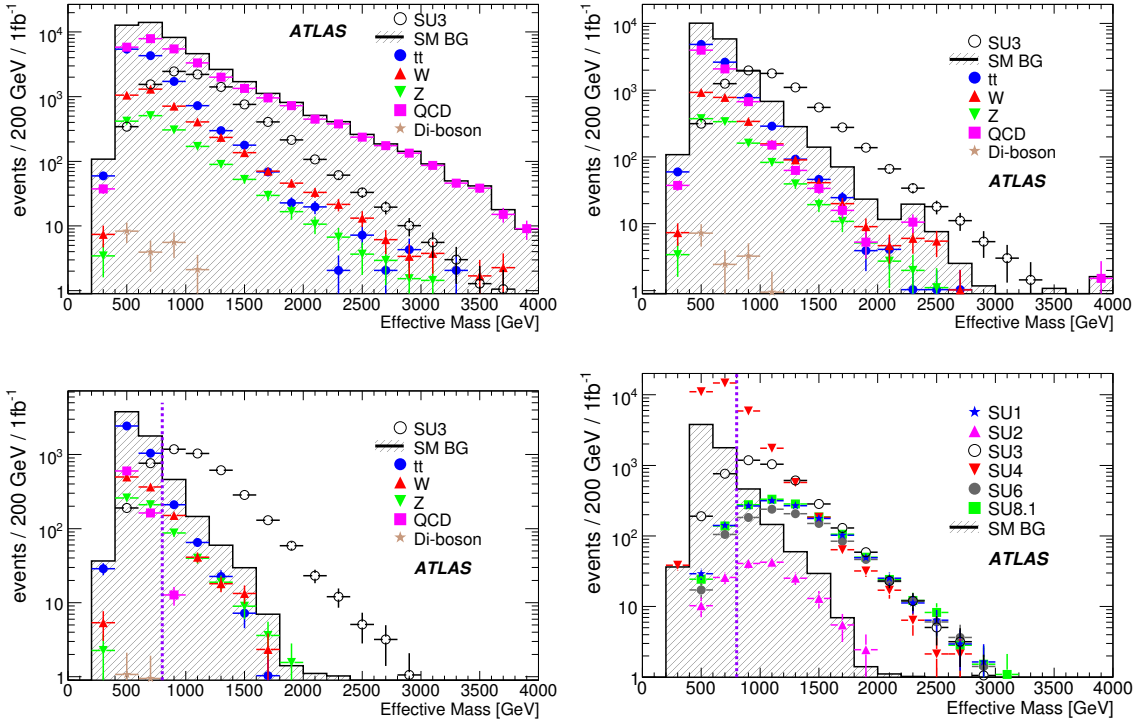 events / 200 GeV / 1fb⁻¹
10⁴
10³
10²
10
1
ATLAS
SU3
SM BG
tt
W
Z
QCD
Di-boson
0 500 1000 1500 2000 2500 3000 3500 4000
Effective Mass [GeV]
events / 200 GeV / 1fb⁻¹
10⁴
10³
10²
10
1
SU3
SM BG
tt
W
Z
QCD
Di-boson
ATLAS
0 500 1000 1500 2000 2500 3000 3500 4000
Effective Mass [GeV]
events / 200 GeV / 1fb⁻¹
10³
10²
10
1
SU3
SM BG
tt
W
Z
QCD
Di-boson
ATLAS
0 500 1000 1500 2000 2500 3000 3500 4000
Effective Mass [GeV]
events / 200 GeV / 1fb⁻¹
10⁴
10³
10²
10
1
SU1
SU2
SU3
SU4
SU6
SU8.1
SM BG
ATLAS
0 500 1000 1500 2000 2500 3000 3500 4000
Effective Mass [GeV]